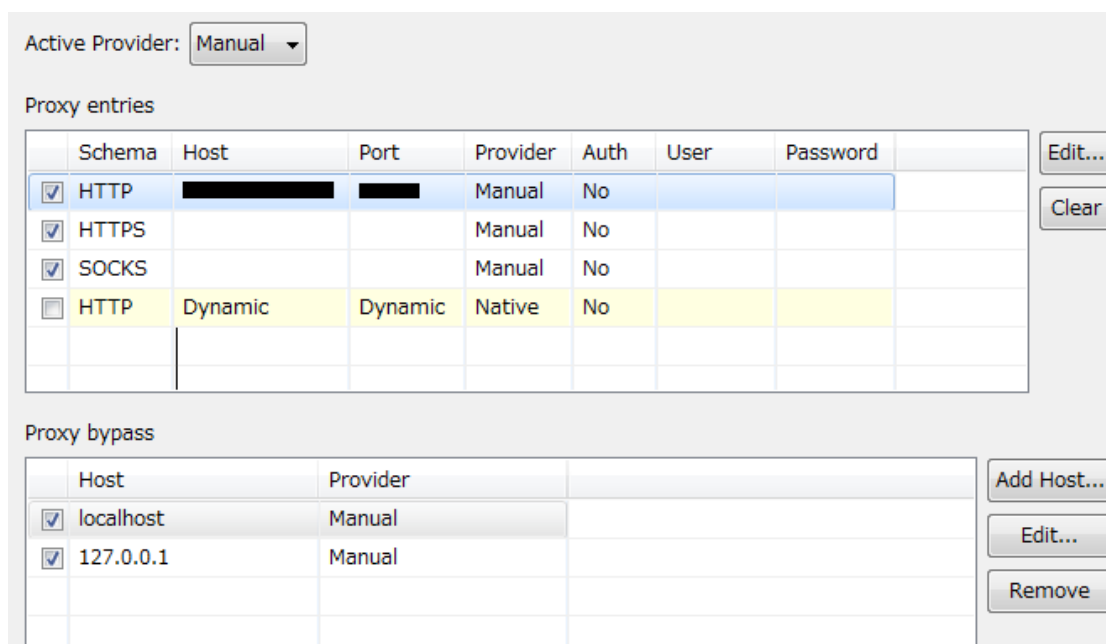 Active Provider: Manual
Proxy entries
Schema Host Port Provider Auth User Password
HTTP Manual No
HTTPS Manual No
SOCKS Manual No
HTTP Dynamic Dynamic Native No
Edit...
Clear
Proxy bypass
Host Provider
localhost Manual
127.0.0.1 Manual
Add Host...
Edit...
Remove